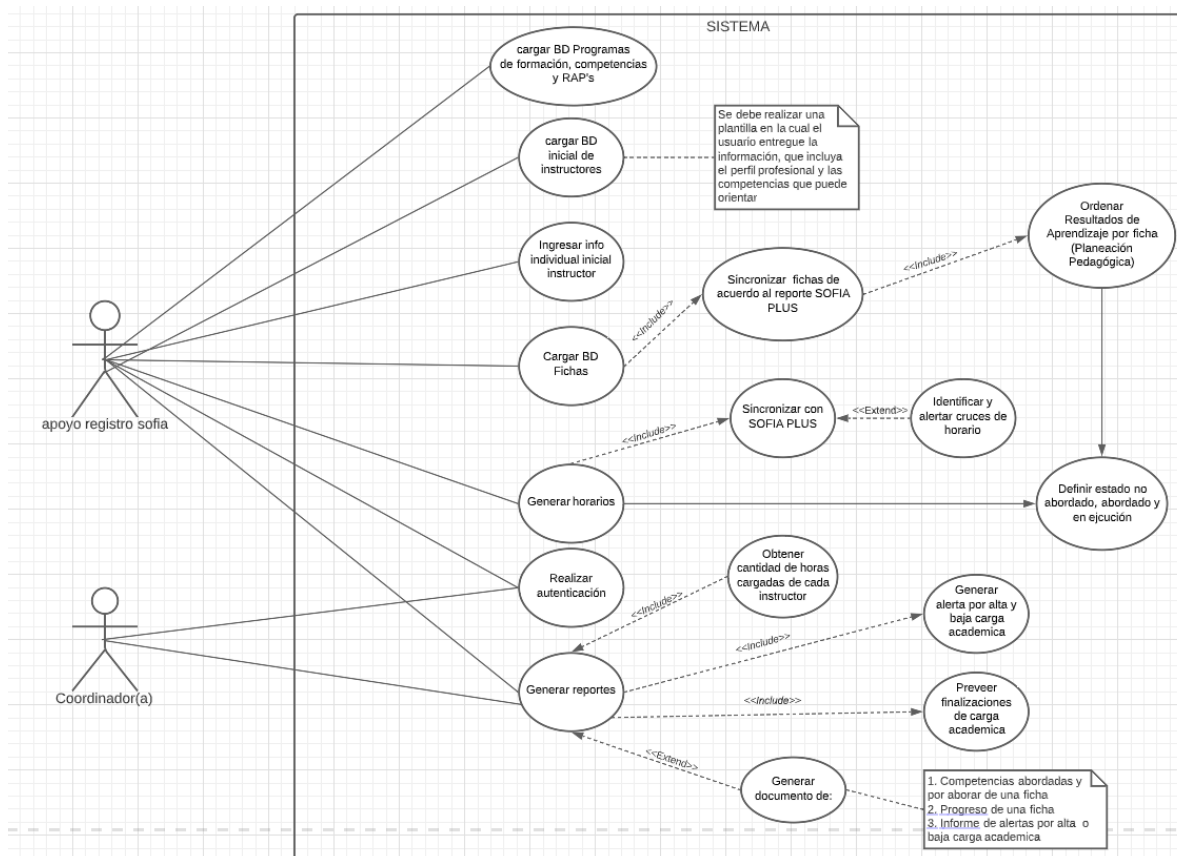 SISTEMA
cargar BD Programas
de formación, competencias
y RAP's
cargar BD
inicial de
instructores
Se debe realizar una
plantilla en la cual el
usuario entregue la
información, que incluya
el perfil profesional y las
competencias que puede
orientar
Ordenar
Resultados de
Aprendizaje por ficha
(Planeación
Pedagógica)
Ingresar info
individual inicial
instructor
<<Include>>
Sincronizar fichas de
acuerdo al reporte SOFIA
PLUS
<<Include>>
Cargar BD
Fichas
apoyo registro sofia
Sincronizar con
SOFIA PLUS
<<Extend>>
Identificar y
alertar cruces de
horario
<<Include>>
Generar horarios
Definir estado no
abordado, abordado y
en ejecución
Realizar
autenticación
Obtener
cantidad de horas
cargadas de cada
instructor
<<Include>>
Generar
alerta por alta y
baja carga
academica
<<Include>>
Coordinador(a)
Generar reportes
<<Include>>
Preveer
finalizaciones
de carga
academica
<<Extend>>
Generar
documento de:
1. Competencias abordadas y
por aborar de una ficha
2. Progreso de una ficha
3. Informe de alertas por alta o
baja carga academica